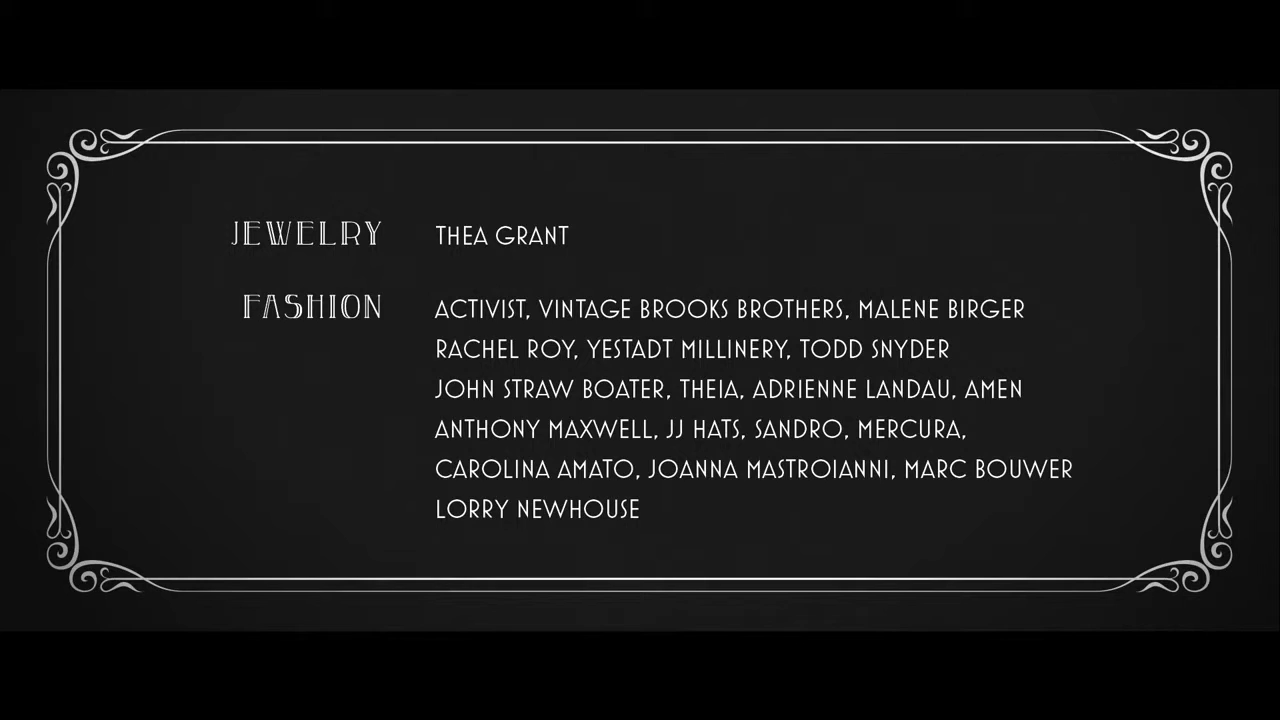 JEWELRY THEA GRANT
FASHION ACTIVIST, VINTAGE BROOKS BROTHERS, MALENE BIRGER
RACHEL ROY, YESTADT MILLINERY, TODD SNYDER
JOHN STRAW BOATER, THEIA, ADRIENNE LANDAU, AMEN
ANTHONY MAXWELL, JJ HATS, SANDRO, MERCURA,
CAROLINA AMATO, JOANNA MASTROIANNI, MARC BOUWER
LORRY NEWHOUSE